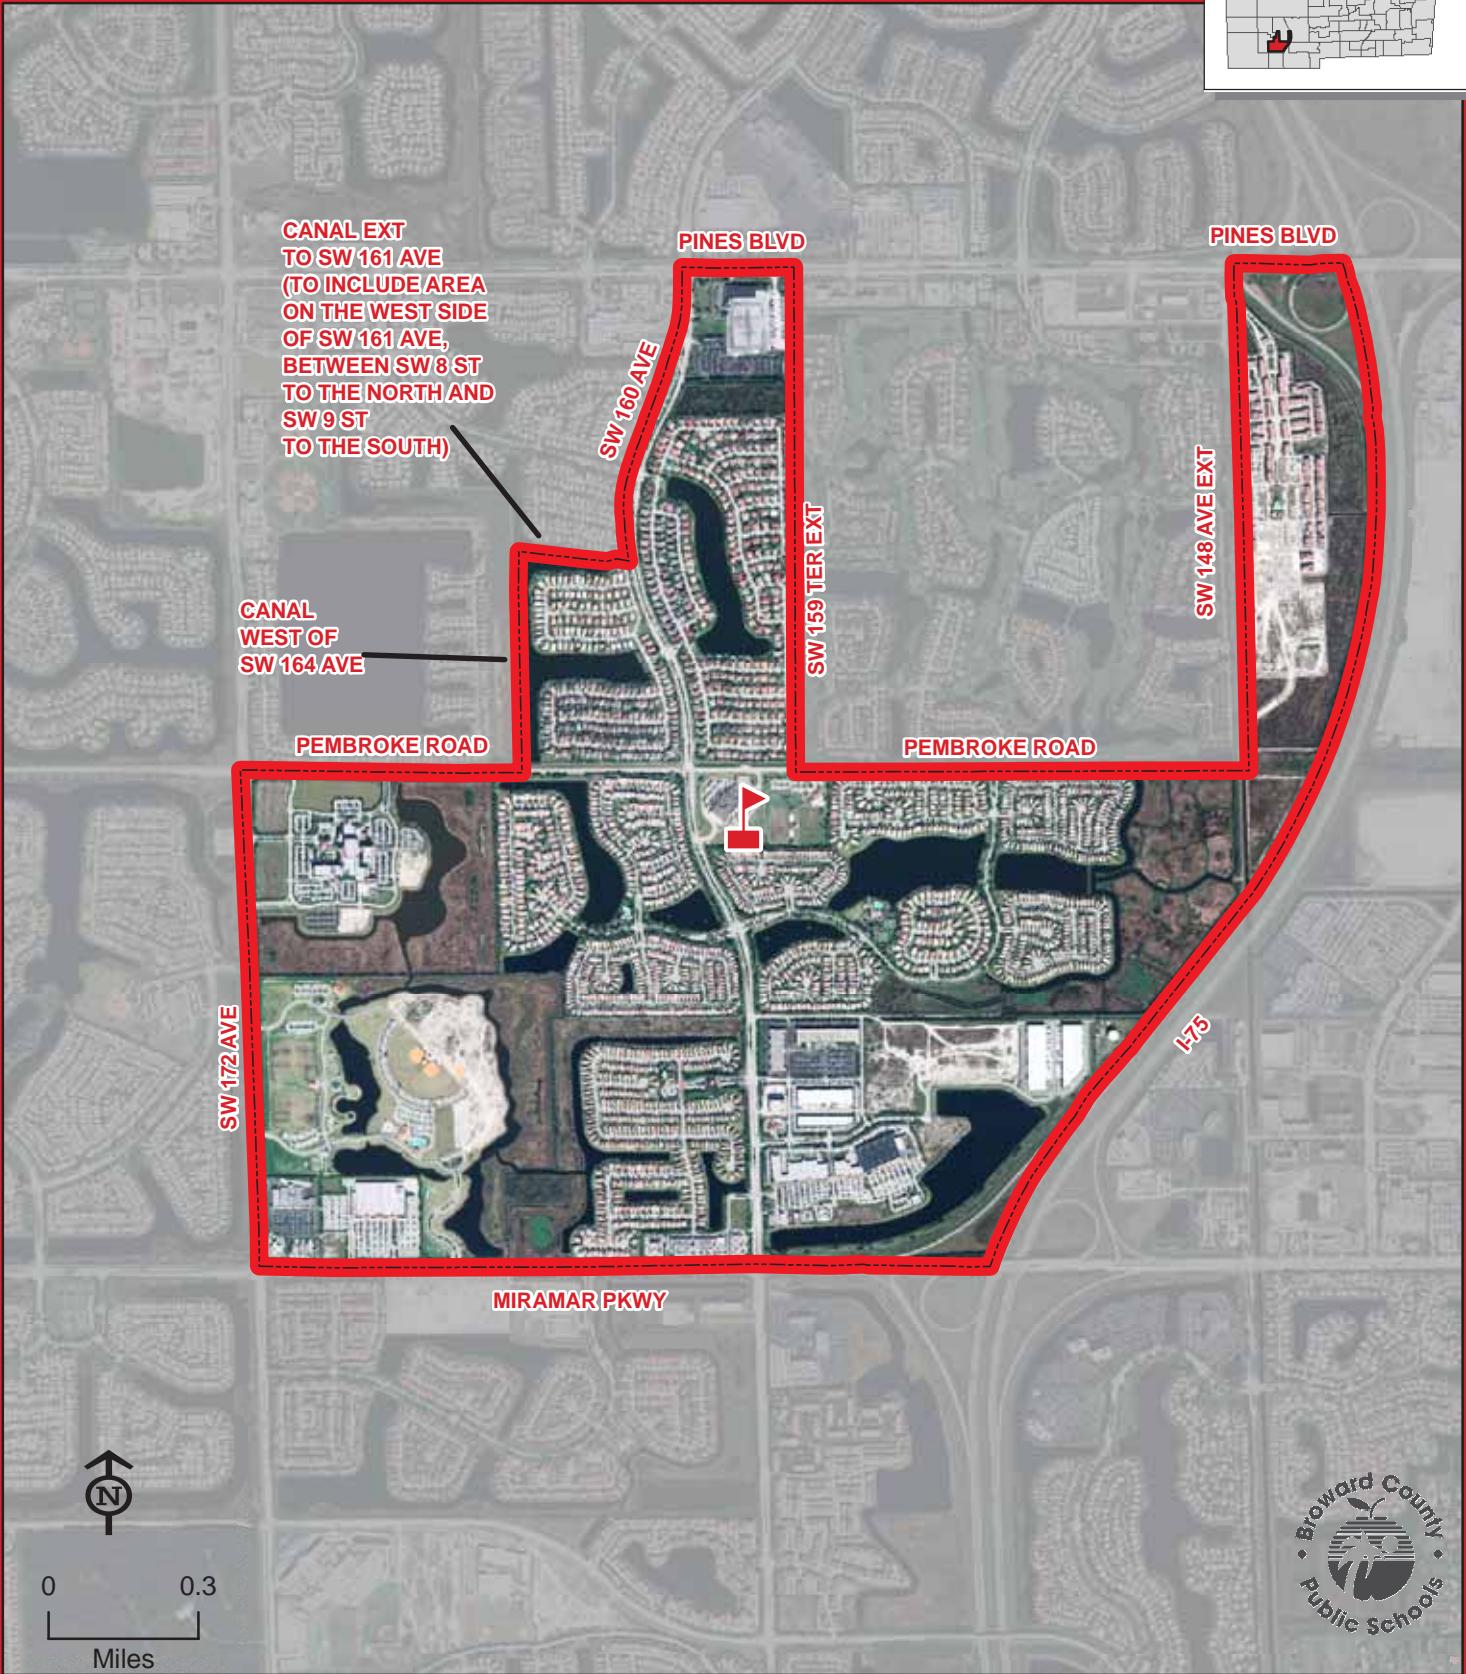 CANAL EXT
TO SW 161 AVE
(TO INCLUDE AREA
ON THE WEST SIDE
OF SW 161 AVE,
BETWEEN SW 8 ST
TO THE NORTH AND
SW 9 ST
TO THE SOUTH)
PINES BLVD
PINES BLVD
SW 160 AVE
SW 159 TER EXT
SW 148 AVE EXT
CANAL
WEST OF
SW 164 AVE
PEMBROKE ROAD
PEMBROKE ROAD
SW 172 AVE
I-75
MIRAMAR PKWY
N
0 0.3
Miles
Broward County
Public Schools